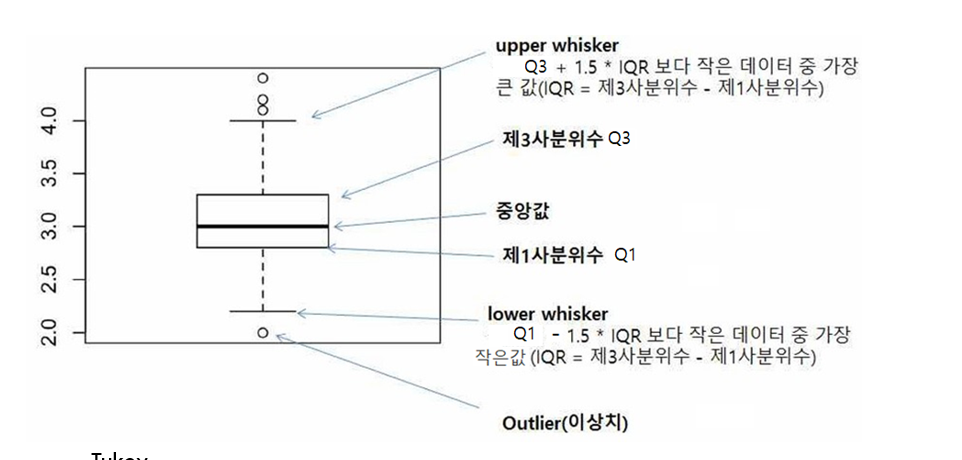 upper whisker
Q3 + 1.5 * IQR 보다 작은 데이터 중 가장
큰 값(IQR = 제3사분위수 - 제1사분위수)
4.0
제3사분위수 Q3
3.5
중앙값
3.0
제1사분위수 Q1
2.5
lower whisker
Q1 - 1.5 * IQR 보다 작은 데이터 중 가장
2.0
작은값 (IQR = 제3사분위수 - 제1사분위수)
Outlier(이상치)
Tukey